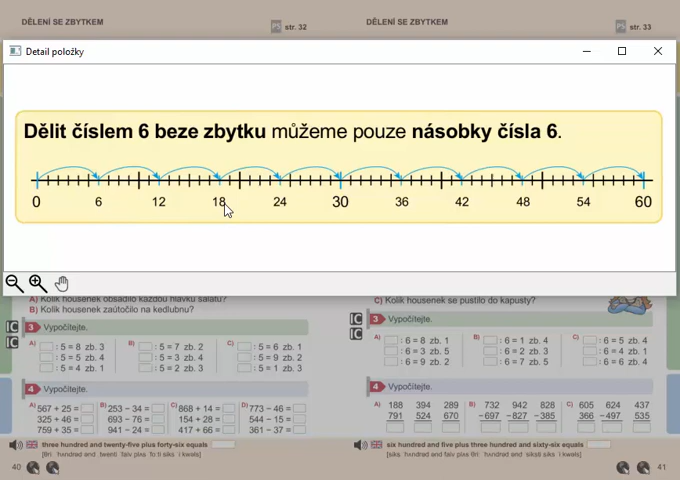 DĚLENÍ SE ZBYTKEM
PS str. 32
DĚLENÍ SE ZBYTKEM
PS str. 33
Detail položky
Dělit číslem 6 beze zbytku můžeme pouze násobky čísla 6.
0 6 12 18 24 30 36 42 48 54 60
A) Kolik housenek obsadilo každou hlávku salátu?
B) Kolik housenek zaútočilo na kedlubnu?
3 Vypočítejte.
A) : 5 = 8 zb. 3
: 5 = 5 zb. 4
: 5 = 4 zb. 1
B) : 5 = 7 zb. 2
: 5 = 3 zb. 4
: 5 = 2 zb. 3
C) : 5 = 6 zb. 1
: 5 = 9 zb. 2
: 5 = 1 zb. 3
4 Vypočítejte.
A) 567 + 25 =
325 + 46 =
759 + 35 =
B) 253 – 34 =
693 – 76 =
941 – 24 =
C) 868 + 14 =
154 + 28 =
417 + 66 =
D) 773 – 46 =
544 – 15 =
361 – 37 =
three hundred and twenty-five plus forty-six equals
40
C) Kolik housenek se pustilo do kapusty?
3 Vypočítejte.
A) : 6 = 8 zb. 1
: 6 = 3 zb. 5
: 6 = 7 zb. 5
B) : 6 = 1 zb. 4
: 6 = 2 zb. 3
: 6 = 5 zb. 2
C) : 6 = 5 zb. 4
: 6 = 4 zb. 1
: 6 = 6 zb. 4
4 Vypočítejte.
A) 188 394 289
791 524 670
B) 732 942 828
–697 –827 –385
C) 605 624 437
366 –497 535
six hundred and five plus three hundred and sixty-six equals
41